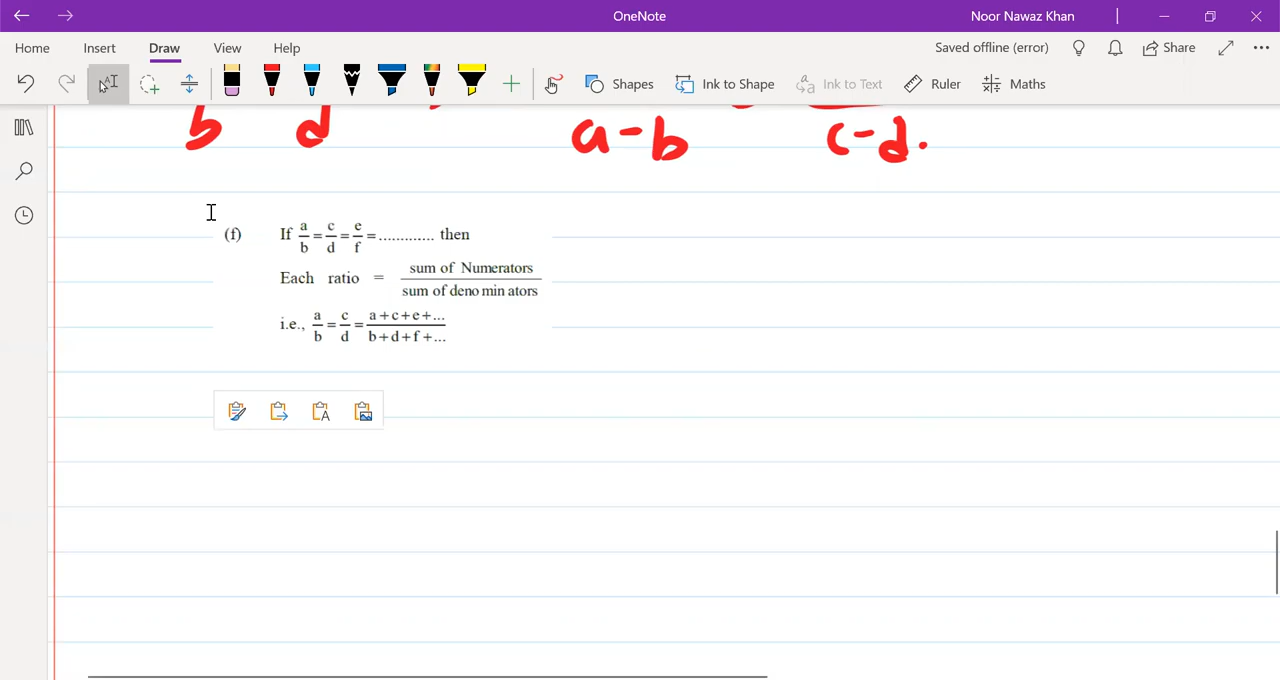 OneNote
Noor Nawaz Khan
Home Insert Draw View Help
Saved offline (error)
Share
Shapes Ink to Shape Ink to Text Ruler Maths
b d a-b c-d.
(f) If a/b = c/d = e/f = ............. then
Each ratio = sum of Numerators / sum of deno min ators
i.e., a/b = c/d = a+c+e+... / b+d+f+...